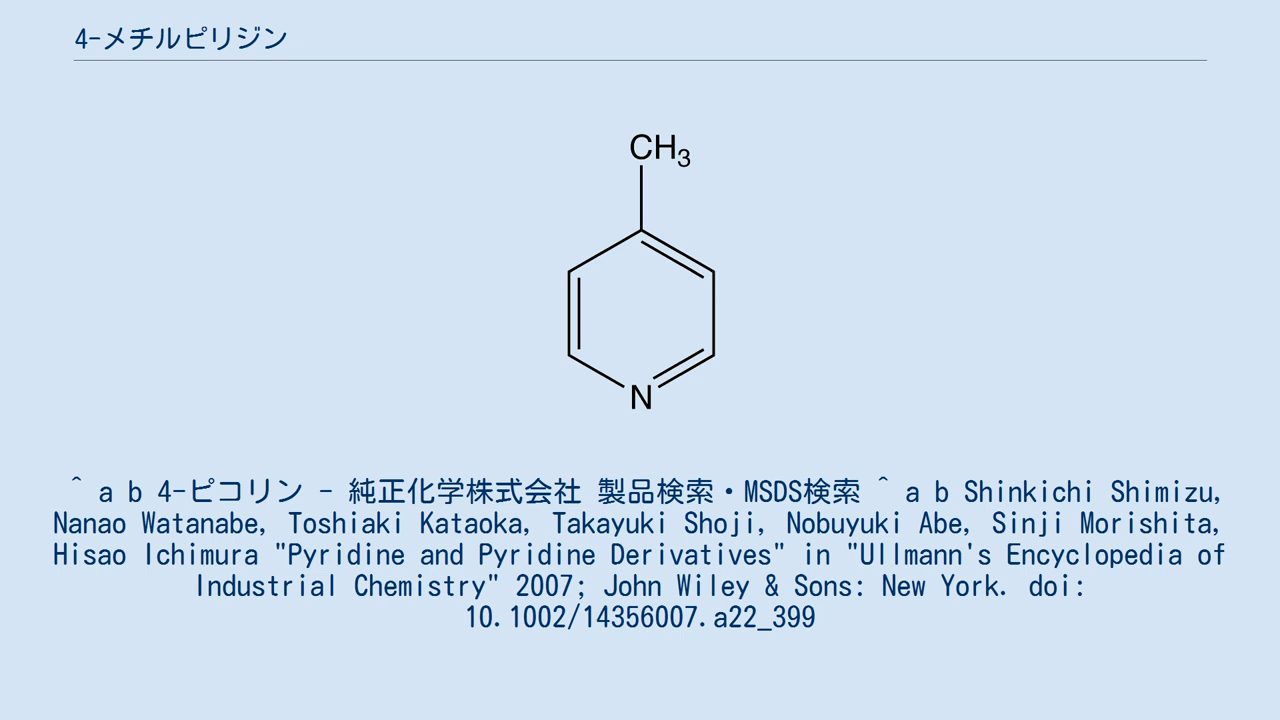 4-メチルピリジン
CH3
N
^ a b 4-ピコリン - 純正化学株式会社 製品検索・MSDS検索 ^ a b Shinkichi Shimizu,
Nanao Watanabe, Toshiaki Kataoka, Takayuki Shoji, Nobuyuki Abe, Sinji Morishita,
Hisao Ichimura "Pyridine and Pyridine Derivatives" in "Ullmann's Encyclopedia of
Industrial Chemistry" 2007; John Wiley & Sons: New York. doi:
10.1002/14356007.a22_399